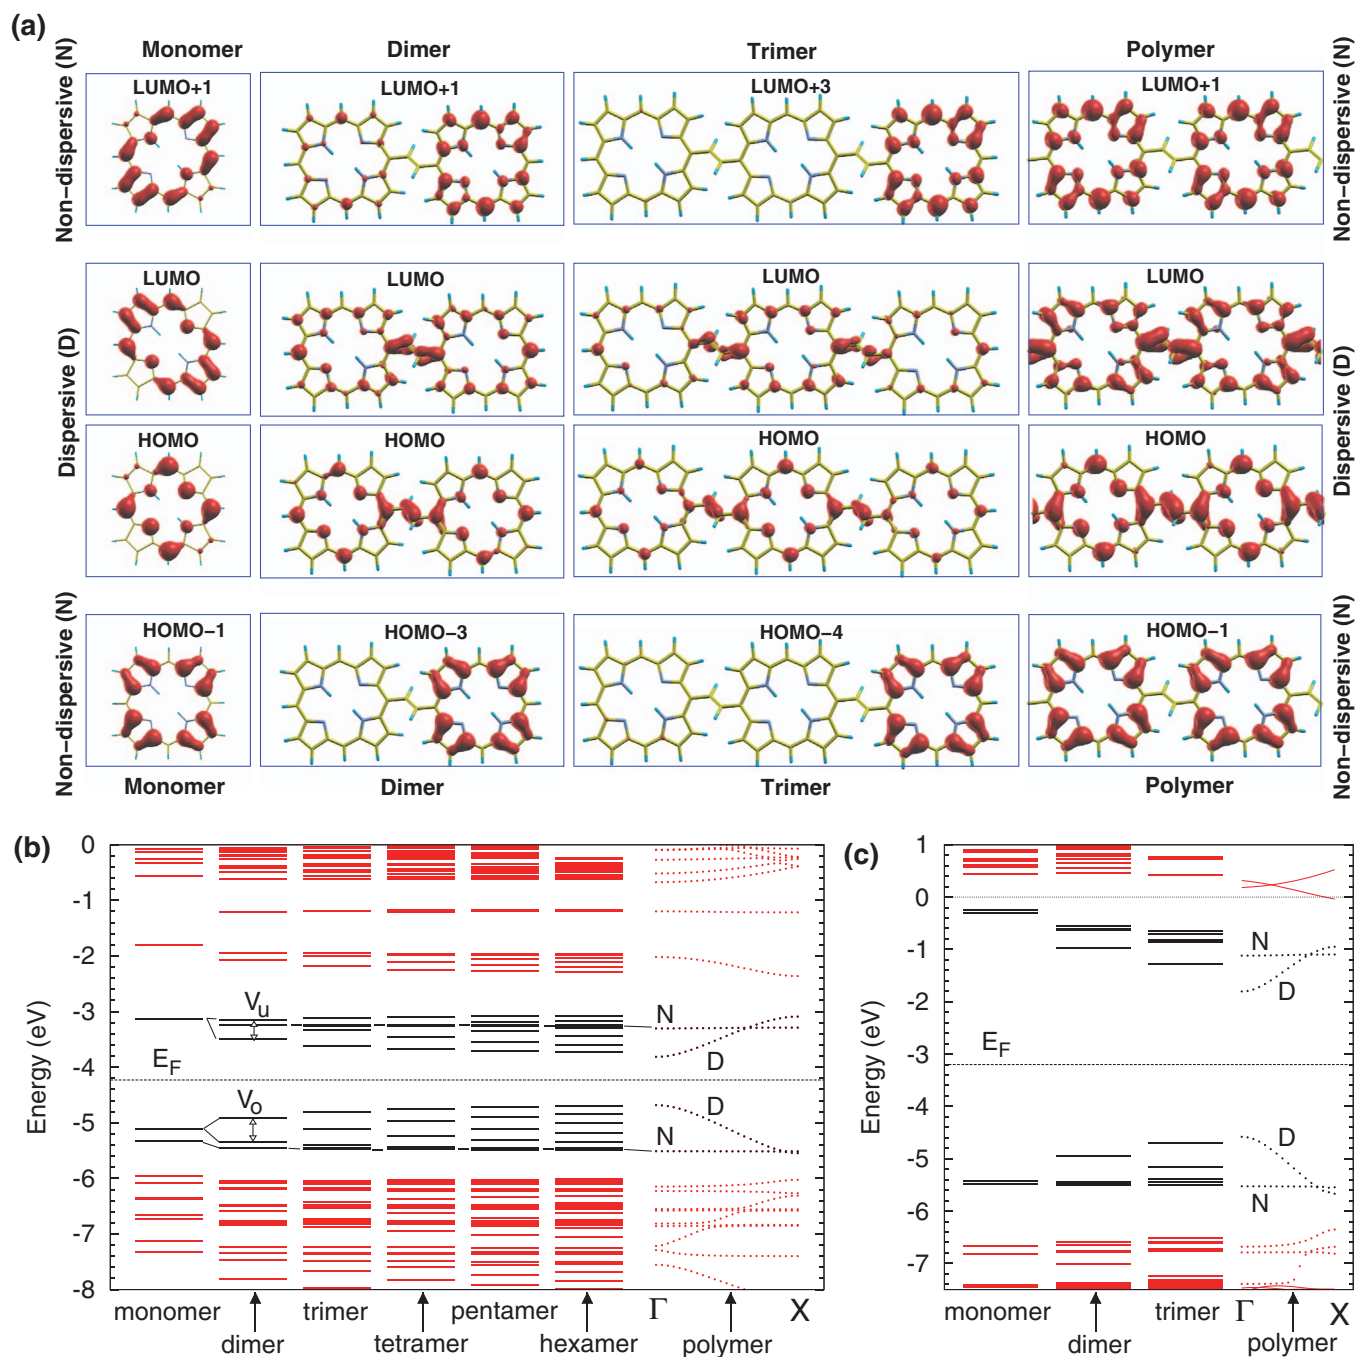 (a)
Monomer Dimer Trimer Polymer
Non-dispersive (N)
LUMO+1 LUMO+1 LUMO+3 LUMO+1
Non-dispersive (N)
Dispersive (D)
LUMO LUMO LUMO LUMO
HOMO HOMO HOMO HOMO
Dispersive (D)
Non-dispersive (N)
HOMO-1 HOMO-3 HOMO-4 HOMO-1
Non-dispersive (N)
Monomer Dimer Trimer Polymer
(b)
Energy (eV)
0
-1
-2
-3
-4
-5
-6
-7
-8
V_u
E_F
V_o
N
D
D
N
monomer trimer pentamer Γ X
dimer tetramer hexamer polymer
(c)
Energy (eV)
1
0
-1
-2
-3
-4
-5
-6
-7
N
D
E_F
D
N
monomer trimer Γ X
dimer polymer